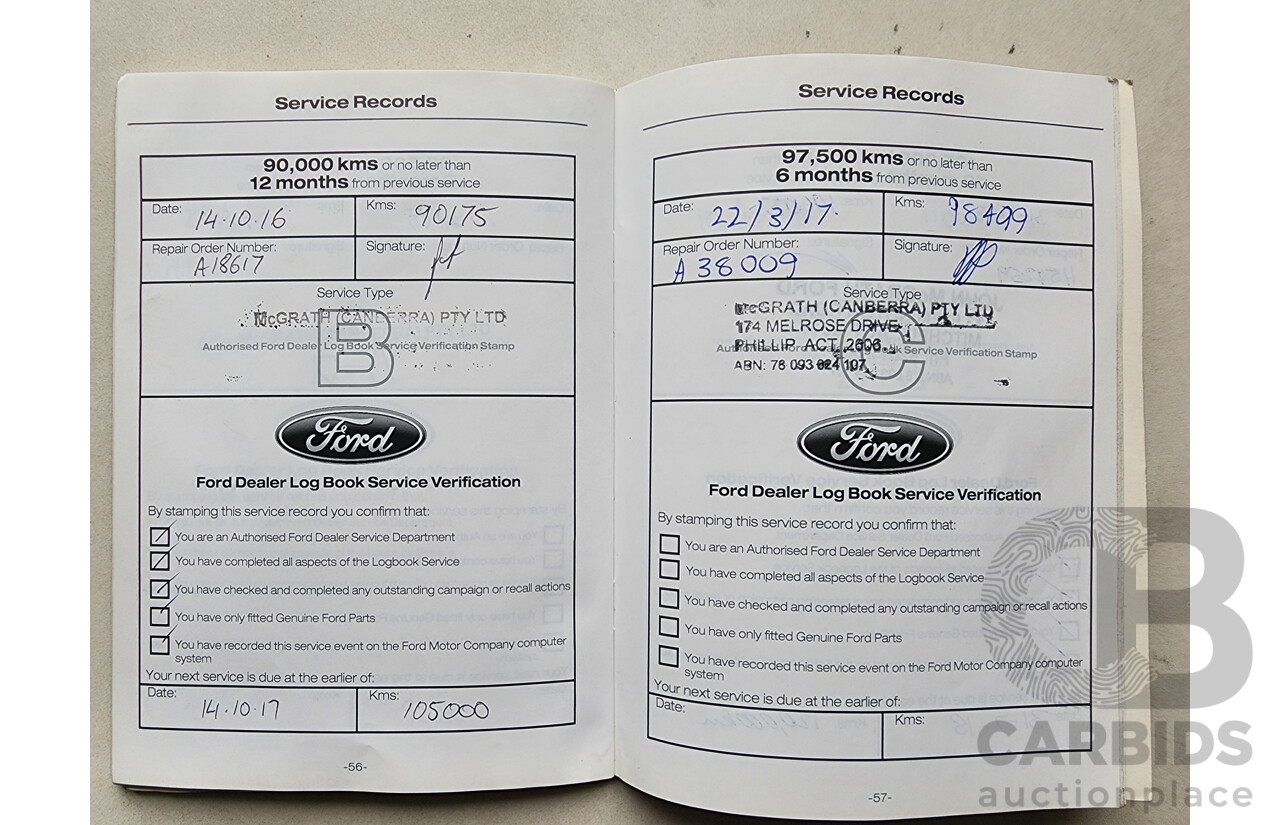 Service Records
90,000 kms or no later than
12 months from previous service
Date: 14.10.16
Kms: 90175
Repair Order Number: A18617
Signature:
Service Type
McGRATH (CANBERRA) PTY LTD
B
Authorised Ford Dealer Log Book Service Verification Stamp
Ford
Ford Dealer Log Book Service Verification
By stamping this service record you confirm that:
You are an Authorised Ford Dealer Service Department
You have completed all aspects of the Logbook Service
You have checked and completed any outstanding campaign or recall actions
You have only fitted Genuine Ford Parts
You have recorded this service event on the Ford Motor Company computer
system
Your next service is due at the earlier of:
Date: 14.10.17
Kms: 105000
-56-
Service Records
97,500 kms or no later than
6 months from previous service
Date: 22/3/17.
Kms: 98499
Repair Order Number: A 38009
Signature:
Service Type
McGRATH (CANBERRA) PTY LTD
174 MELROSE DRIVE
PHILLIP ACT 2606
C
Authorised Ford Dealer Log Book Service Verification Stamp
ABN: 76 093 024 107
Ford
Ford Dealer Log Book Service Verification
By stamping this service record you confirm that:
You are an Authorised Ford Dealer Service Department
You have completed all aspects of the Logbook Service
You have checked and completed any outstanding campaign or recall actions
You have only fitted Genuine Ford Parts
You have recorded this service event on the Ford Motor Company computer
system
Your next service is due at the earlier of:
Date:
Kms:
-57-
CB
CARBIDS
auctionplace